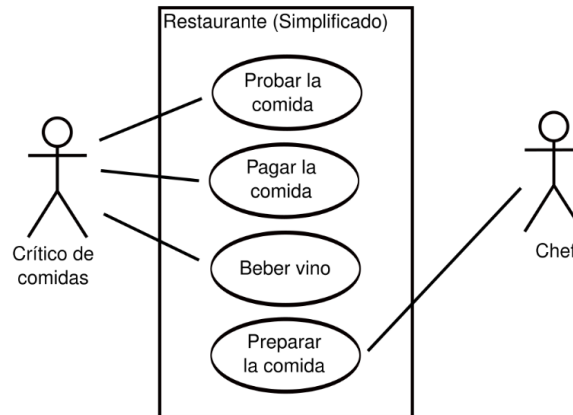 Restaurante (Simplificado)
Probar la
comida
Pagar la
comida
Beber vino
Preparar
la comida
Crítico de
comidas
Chef